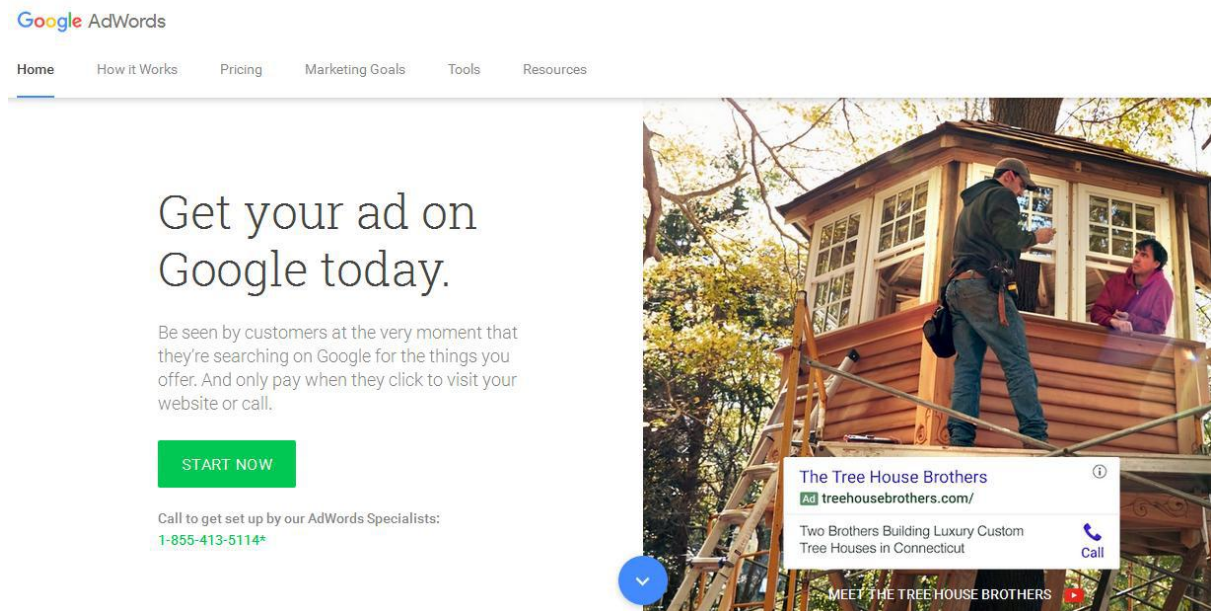 Google AdWords
Home How it Works Pricing Marketing Goals Tools Resources
Get your ad on
Google today.
Be seen by customers at the very moment that
they're searching on Google for the things you
offer. And only pay when they click to visit your
website or call.
START NOW
Call to get set up by our AdWords Specialists:
1-855-413-5114*
The Tree House Brothers
Ad treehousebrothers.com/
Two Brothers Building Luxury Custom
Tree Houses in Connecticut
Call
MEET THE TREE HOUSE BROTHERS